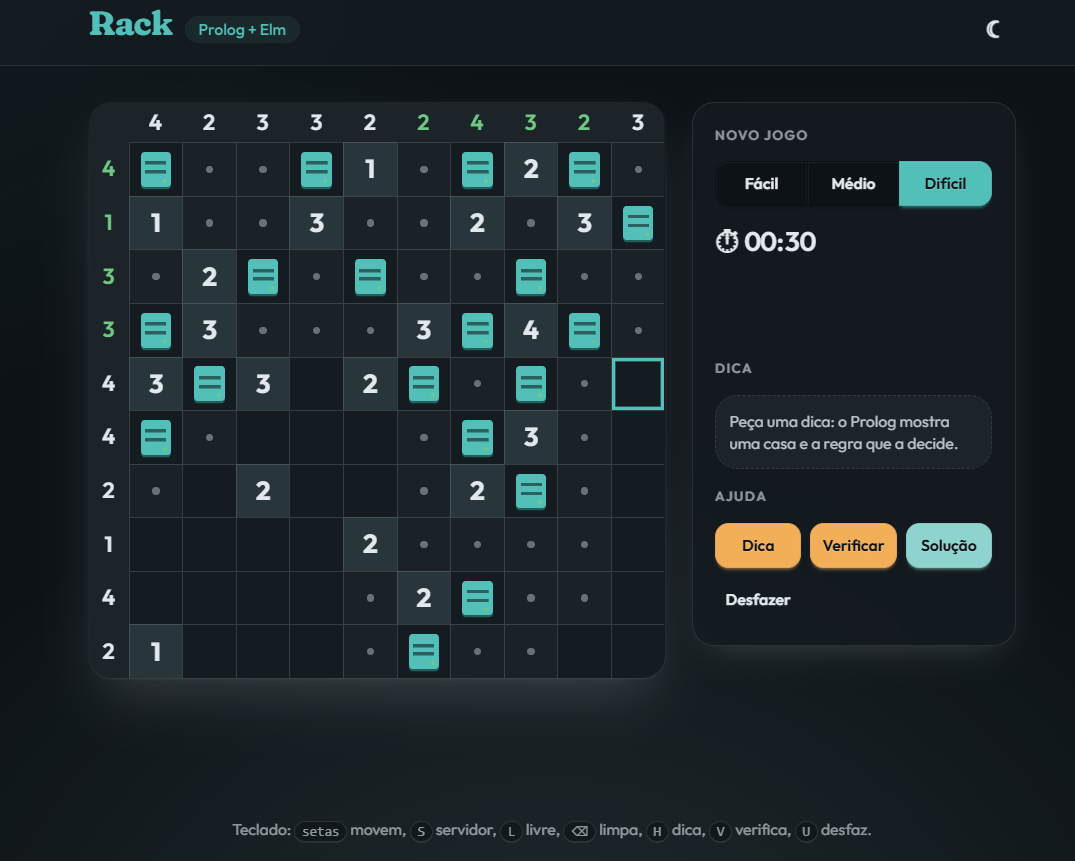 Rack Prolog + Elm
4 2 3 3 2 2 4 3 2 3
4 1 2
1 1 3 2 3
3 2
3 3 3 4
4 3 3 2
4 3
2 2 2
1 2
4 2
2 1
NOVO JOGO
Fácil Médio Difícil
00:30
DICA
Peça uma dica: o Prolog mostra
uma casa e a regra que a decide.
AJUDA
Dica Verificar Solução
Desfazer
Teclado: setas movem, S servidor, L livre, ⌫ limpa, H dica, V verifica, U desfaz.